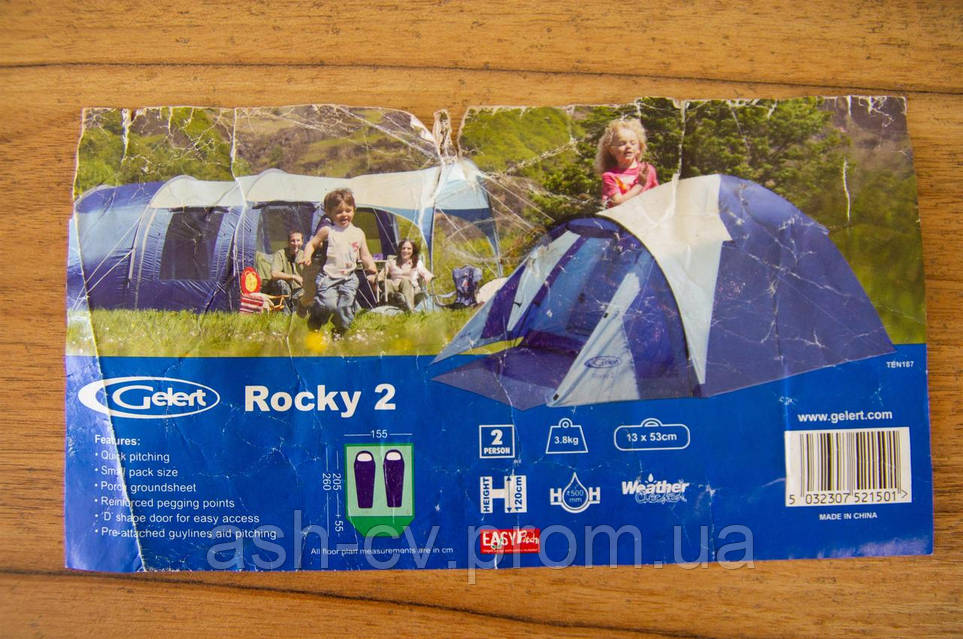 TEN187
Gelert
Rocky 2
Gelert
www.gelert.com
Features:
• Quick pitching
• Small pack size
• Porch groundsheet
• Reinforced pegging points
• 'D' shape door for easy access
• Pre-attached guylines aid pitching
155
205
260
55
All floor plan measurements are in cm
2
PERSON
3.8kg
13 x 53cm
HEIGHT
120cm
H 1500 H
mm
Weather
EASY Pitch
5 032307 521501 >
MADE IN CHINA
ash-cv.prom.ua